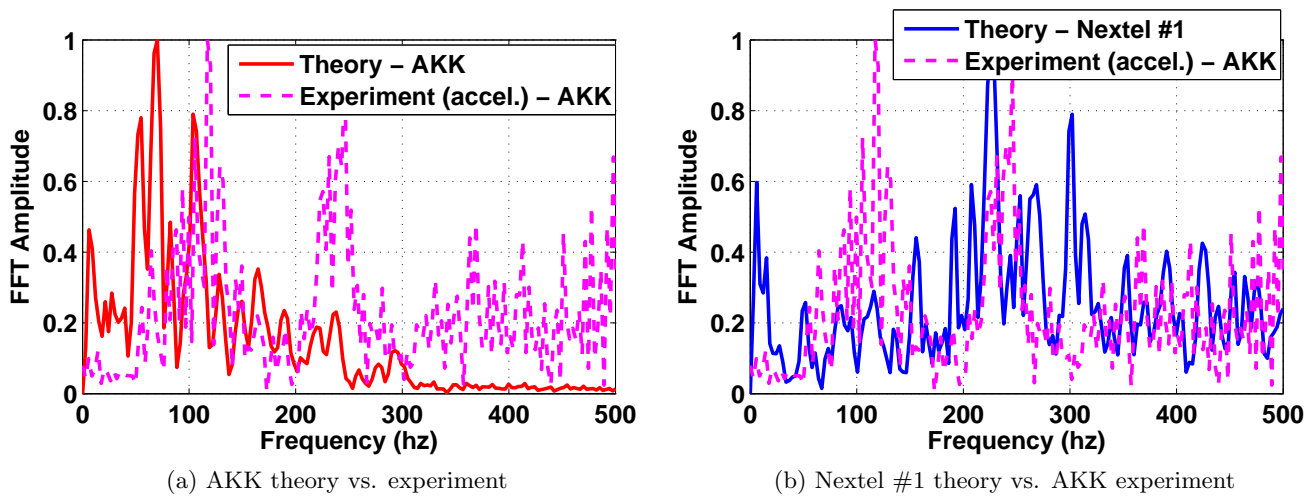 Theory – AKK
Experiment (accel.) – AKK
FFT Amplitude
1
0.8
0.6
0.4
0.2
0
0 100 200 300 400 500
Frequency (hz)
(a) AKK theory vs. experiment
Theory – Nextel #1
Experiment (accel.) – AKK
FFT Amplitude
1
0.8
0.6
0.4
0.2
0
0 100 200 300 400 500
Frequency (hz)
(b) Nextel #1 theory vs. AKK experiment